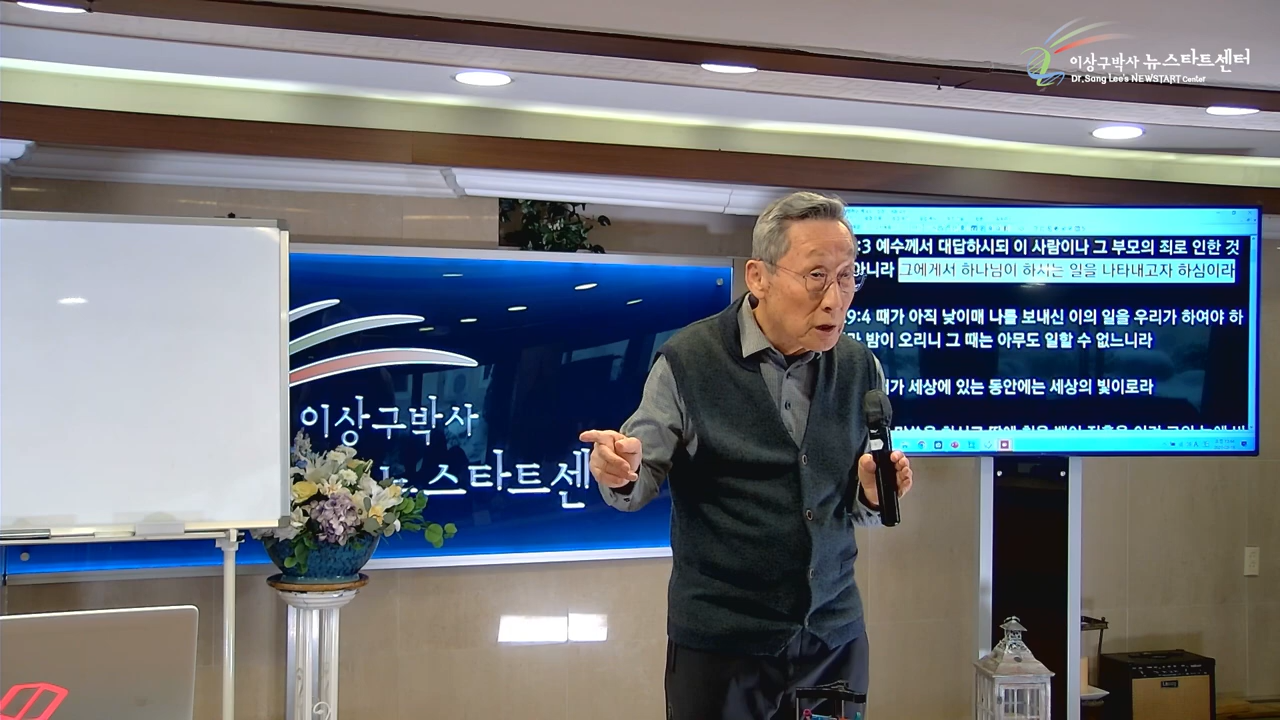 이상구박사 뉴스타트센터
Dr.Sang Lee's NEWSTART Center
:3 예수께서 대답하시되 이 사람이나 그 부모의 죄로 인한 것
아니라 그에게서 하나님이 하시는 일을 나타내고자 하심이라
9:4 때가 아직 낮이매 나를 보내신 이의 일을 우리가 하여야 하
밤이 오리니 그 때는 아무도 일할 수 없느니라
세상에 있는 동안에는 세상의 빛이로라
이상구박사
뉴스타트센